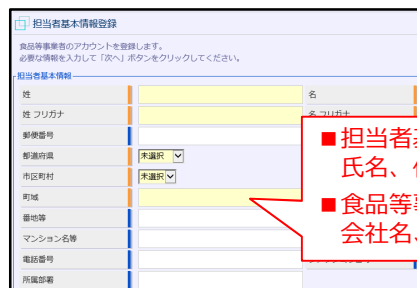 担当者基本情報登録
食品等事業者のアカウントを登録します。
必要な情報を入力して「次へ」ボタンをクリックしてください。
担当者基本情報
姓
名
姓 フリガナ
名 フリガナ
郵便番号
都道府県
未選択
市区町村
未選択
町域
番地等
マンション名等
電話番号
所属部署
■担当者
氏名、
■食品等
会社名、